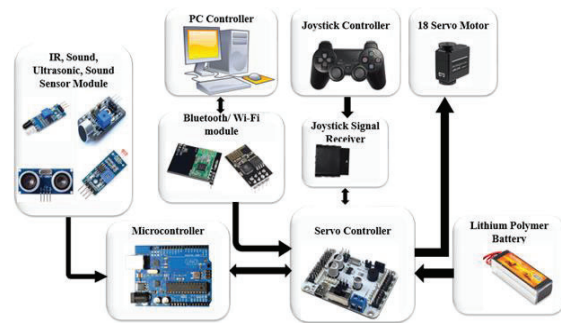 PC Controller
Joystick Controller
18 Servo Motor
IR, Sound,
Ultrasonic, Sound
Sensor Module
Bluetooth/ Wi-Fi
module
Joystick Signal
Receiver
Microcontroller
Servo Controller
Lithium Polymer
Battery